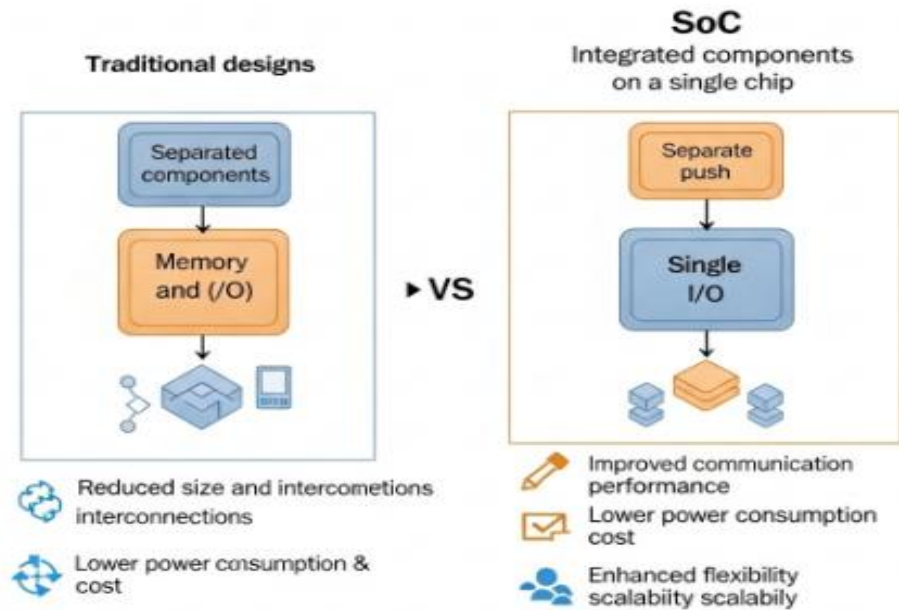 Traditional designs
Separated
components
Memory
and (/O)
Reduced size and intercometions
interconnections
Lower power consumption &
cost
▸ VS
SoC
Integrated components
on a single chip
Separate
push
Single
I/O
Improved communication
performance
Lower power consumption
cost
Enhanced flexibility
scalabiity scalabily